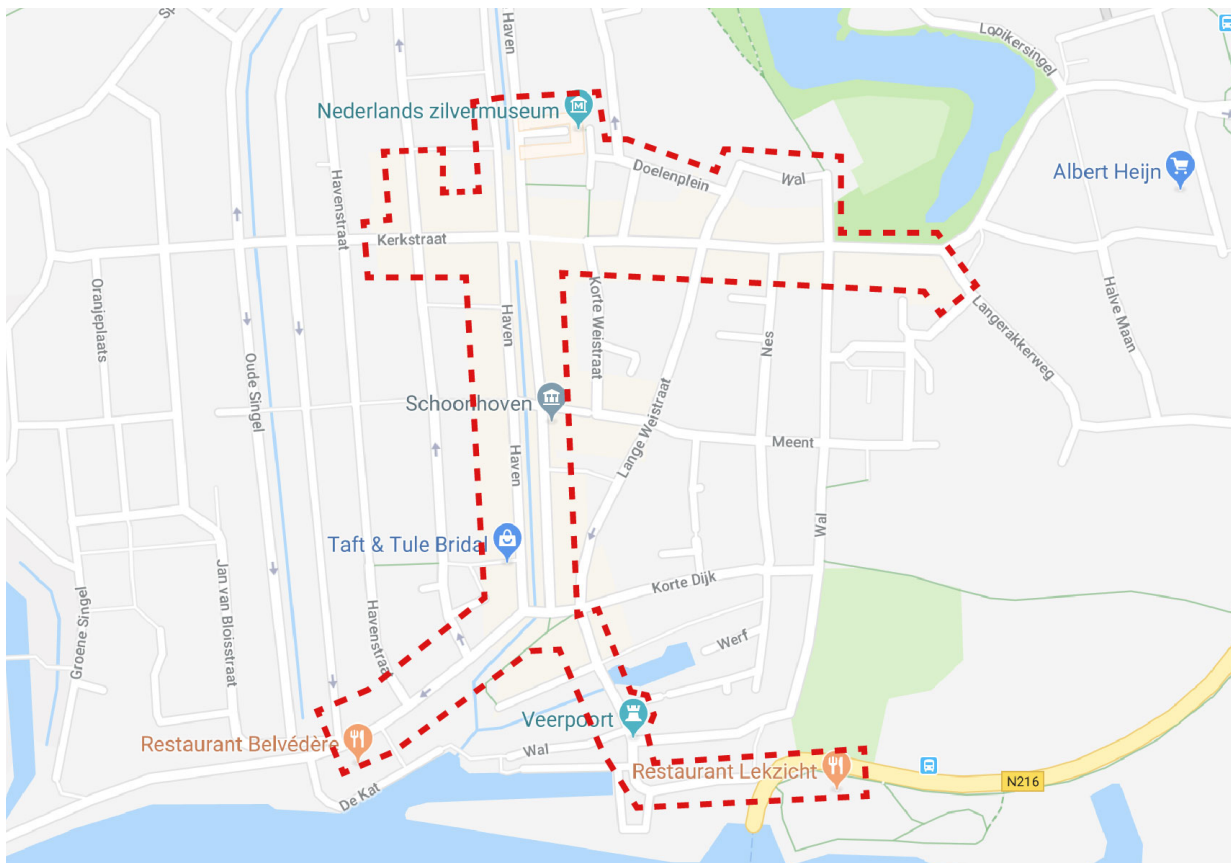 Sp
Haven
Lopikersingel
Nederlands zilvermuseum
Doelenplein
Wal
Albert Heijn
Havenstraat
Kerkstraat
Oranjeplaats
Haven
Korte Weistraat
Nes
Langerakkerweg
Halve Maan
Oude Singel
Schoonhoven
Lange Weistraat
Meent
Haven
Wal
Taft & Tule Bridal
Korte Dijk
Jan van Bloisstraat
Groene Singel
Havenstraat
Werf
Veerpoort
Restaurant Belvédère
Wal
Restaurant Lekzicht
N216
De Kat